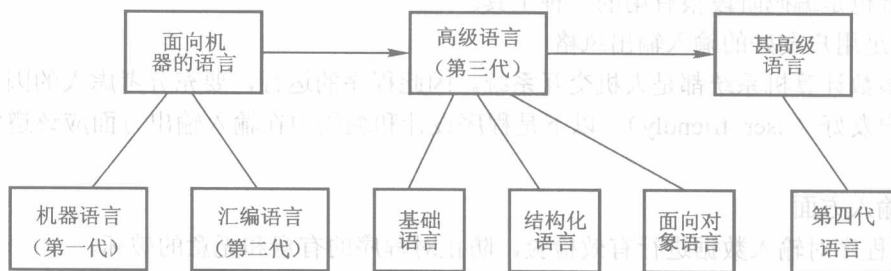 面向机
器的语言
高级语言
（第三代）
甚高级
语言
机器语言
（第一代）
汇编语言
（第二代）
基础
语言
结构化
语言
面向对
象语言
第四代
语言